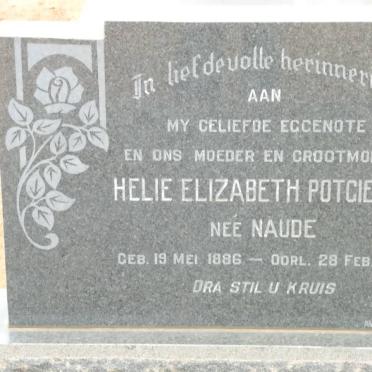 In liefdevolle herinner
AAN
MY GELIEFDE EGGENOTE
EN ONS MOEDER EN GROOTMO
HELIE ELIZABETH POTGIE
NEÉ NAUDE
GEB. 19 MEI 1886 — OORL. 28 FEB
DRA STIL U KRUIS